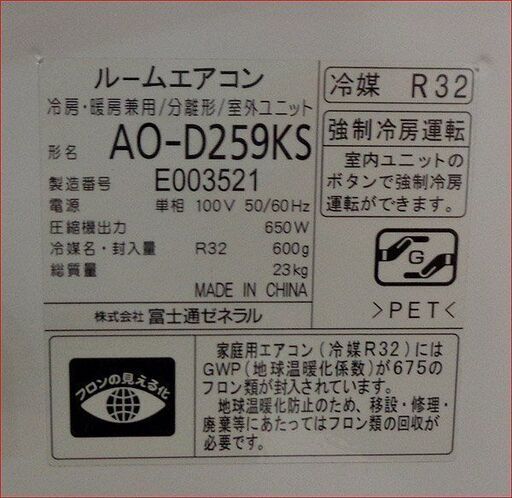 ルームエアコン
冷房・暖房兼用/分離形/室外ユニット
形名 AO-D259KS
製造番号 E003521
電源 単相 100V 50/60Hz
圧縮機出力 650W
冷媒名・封入量 R32 600g
総質量 23kg
MADE IN CHINA
株式会社 富士通ゼネラル
冷媒 R32
強制冷房運転
室内ユニットの
ボタンで強制冷房
運転ができます。
G
>PET<
フロンの見える化
家庭用エアコン(冷媒R32)には
GWP(地球温暖化係数)が675の
フロン類が封入されています。
地球温暖化防止のため、移設・修理・
廃棄等にあたってはフロン類の回収が
必要です。